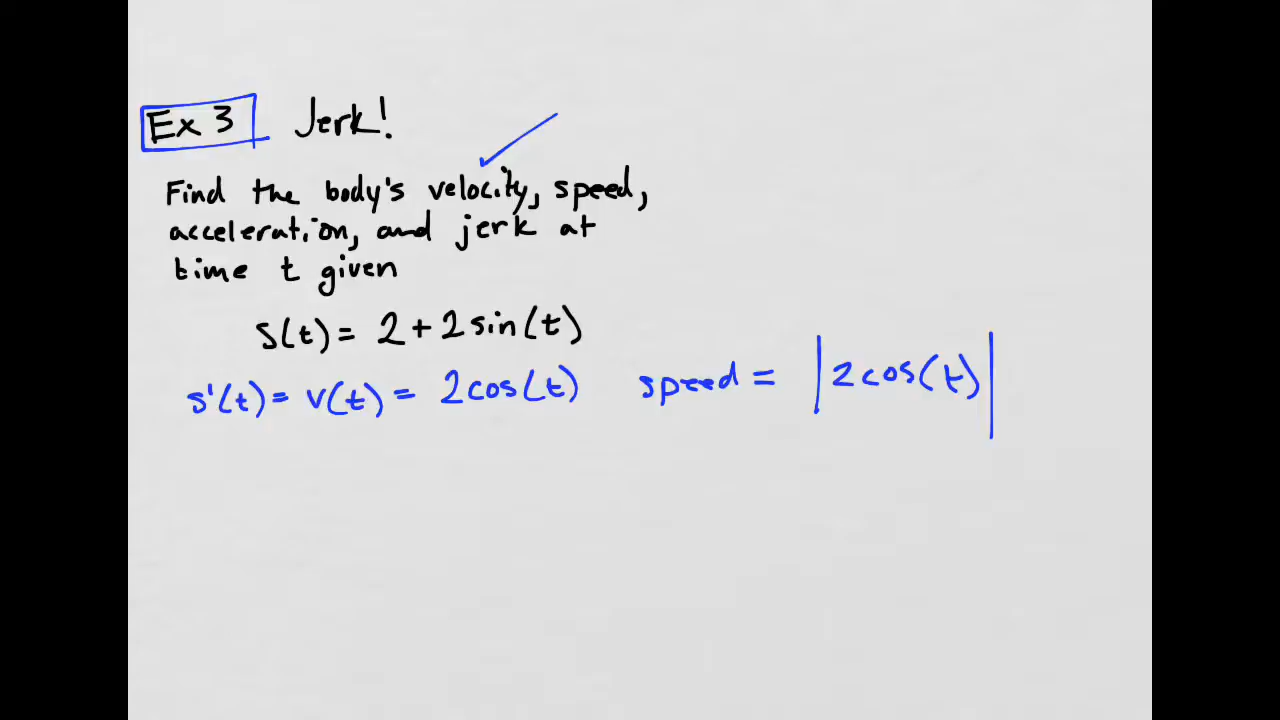 Ex 3 Jerk!
Find the body's velocity, speed,
acceleration, and jerk at
time t given
s(t) = 2 + 2 sin(t)
s'(t) = v(t) = 2cos(t) speed = |2cos(t)|